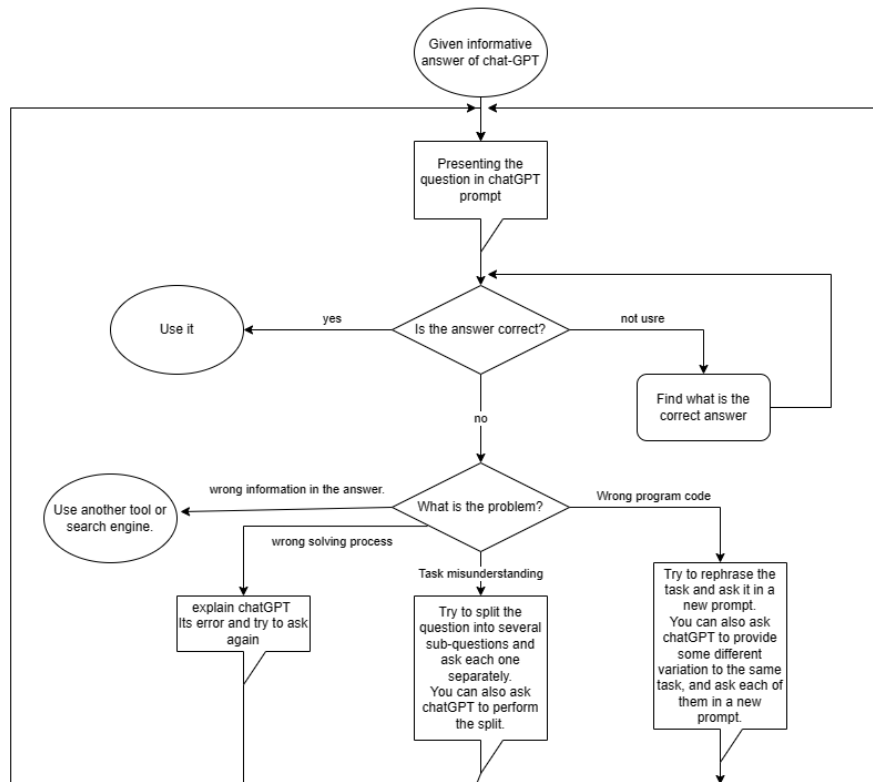 Given informative
answer of chat-GPT
Presenting the
question in chatGPT
prompt
Is the answer correct?
yes
Use it
not usre
Find what is the
correct answer
no
What is the problem?
wrong information in the answer.
Use another tool or
search engine.
wrong solving process
explain chatGPT
Its error and try to ask
again
Task misunderstanding
Try to split the
question into several
sub-questions and
ask each one
separately.
You can also ask
chatGPT to perform
the split.
Wrong program code
Try to rephrase the
task and ask it in a
new prompt.
You can also ask
chatGPT to provide
some different
variation to the same
task, and ask each of
them in a new
prompt.